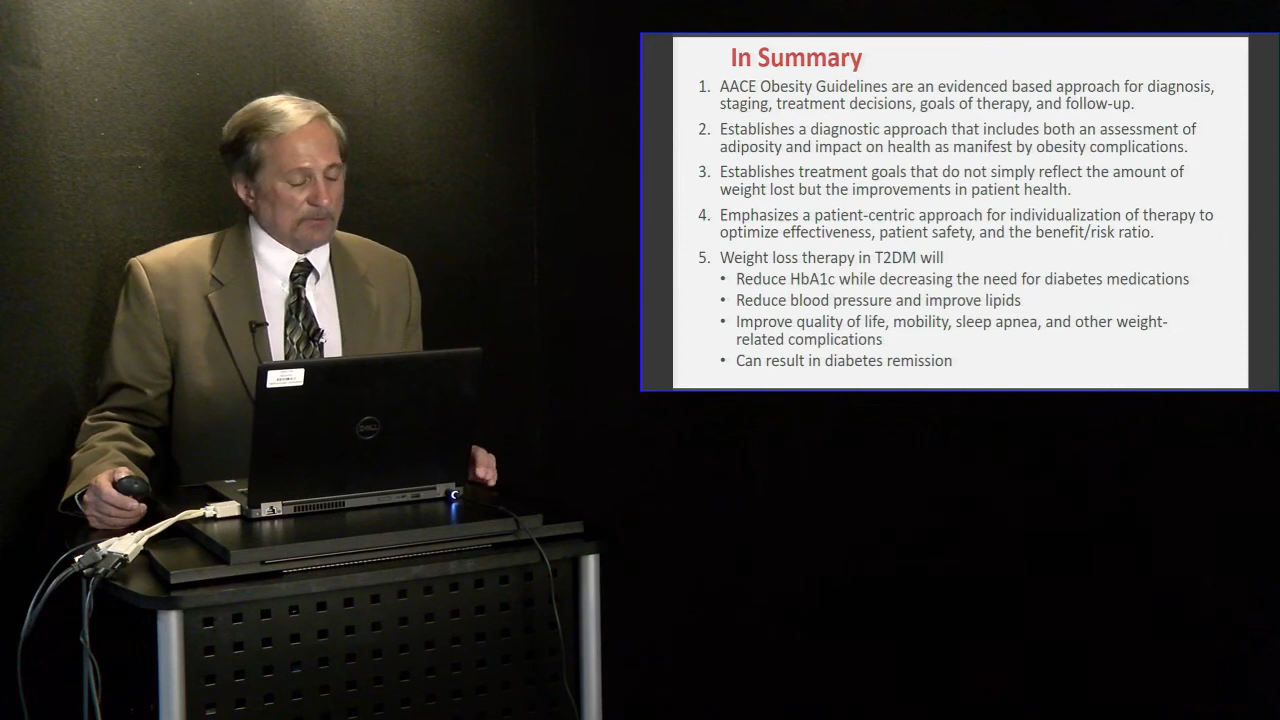 In Summary
1. AACE Obesity Guidelines are an evidenced based approach for diagnosis,
staging, treatment decisions, goals of therapy, and follow-up.
2. Establishes a diagnostic approach that includes both an assessment of
adiposity and impact on health as manifest by obesity complications.
3. Establishes treatment goals that do not simply reflect the amount of
weight lost but the improvements in patient health.
4. Emphasizes a patient-centric approach for individualization of therapy to
optimize effectiveness, patient safety, and the benefit/risk ratio.
5. Weight loss therapy in T2DM will
• Reduce HbA1c while decreasing the need for diabetes medications
• Reduce blood pressure and improve lipids
• Improve quality of life, mobility, sleep apnea, and other weight-
related complications
• Can result in diabetes remission
DELL